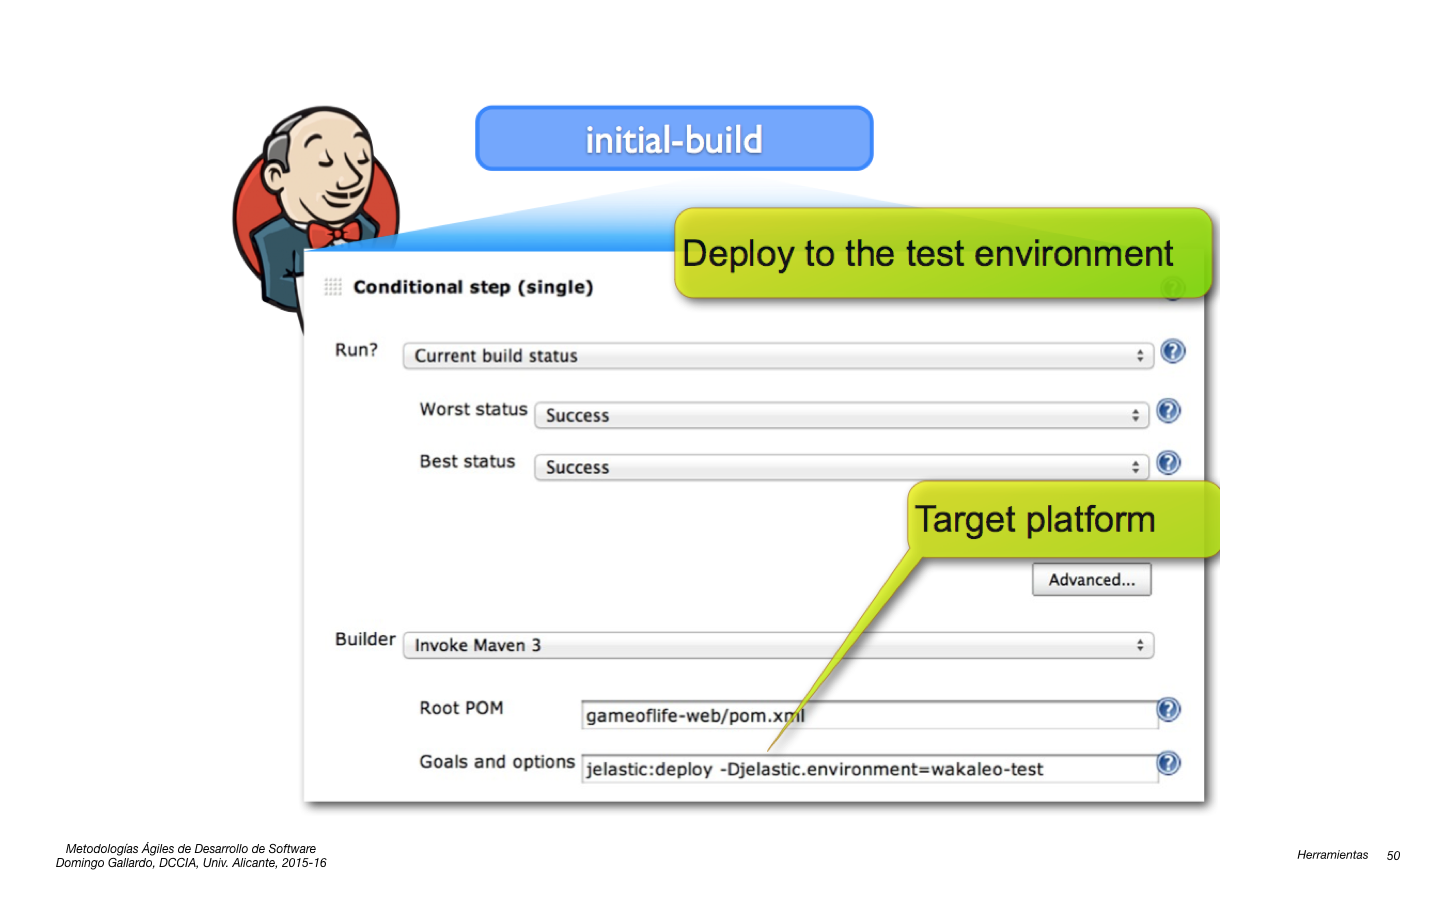 initial-build
Deploy to the test environment
Conditional step (single)
Run? Current build status
Worst status Success
Best status Success
Target platform
Advanced...
Builder Invoke Maven 3
Root POM gameoflife-web/pom.xml
Goals and options jelastic:deploy -Djelastic.environment=wakaleo-test
Metodologías Ágiles de Desarrollo de Software
Domingo Gallardo, DCCIA, Univ. Alicante, 2015-16
Herramientas 50